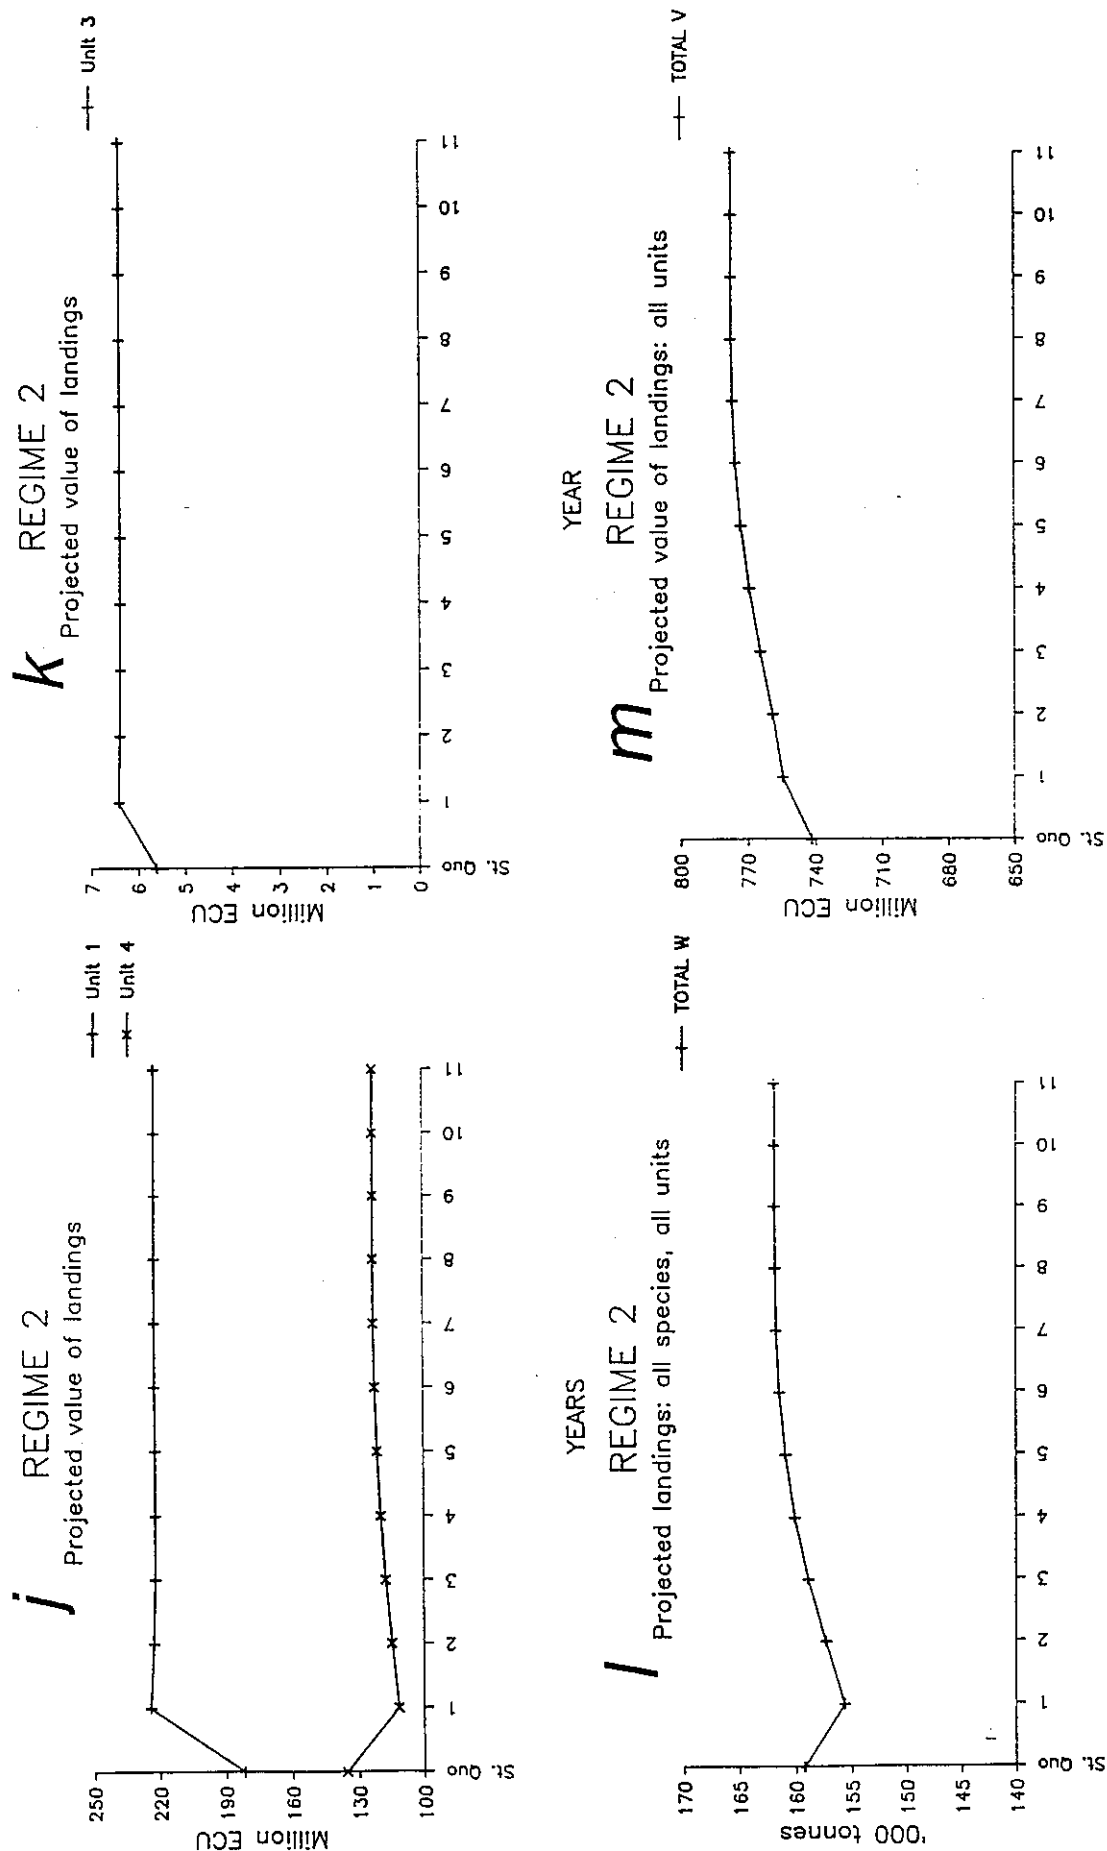 j
REGIME 2
Projected value of landings
Unit 1
Unit 4
Million ECU
250
220
190
160
130
100
St. Quo
1 2 3 4 5 6 7 8 9 10 11
YEARS
k
REGIME 2
Projected value of landings
Unit 3
Million ECU
7
6
5
4
3
2
1
0
St. Quo
1 2 3 4 5 6 7 8 9 10 11
YEAR
l
REGIME 2
Projected landings: all species, all units
TOTAL W
'000 tonnes
170
165
160
155
150
145
140
St. Quo
1 2 3 4 5 6 7 8 9 10 11
m
REGIME 2
Projected value of landings: all units
TOTAL V
Million ECU
800
770
740
710
680
650
St. Quo
1 2 3 4 5 6 7 8 9 10 11